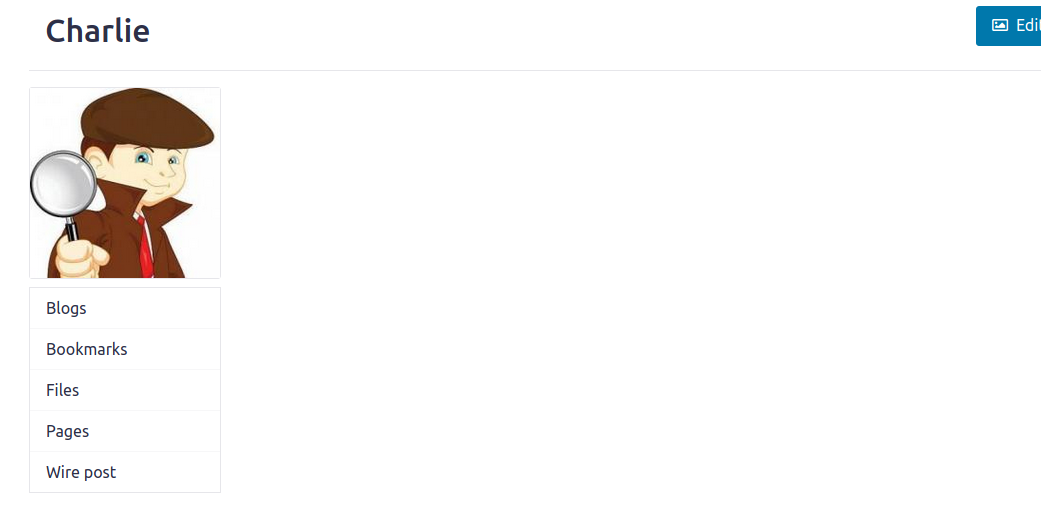 Charlie
Edit
Blogs
Bookmarks
Files
Pages
Wire post